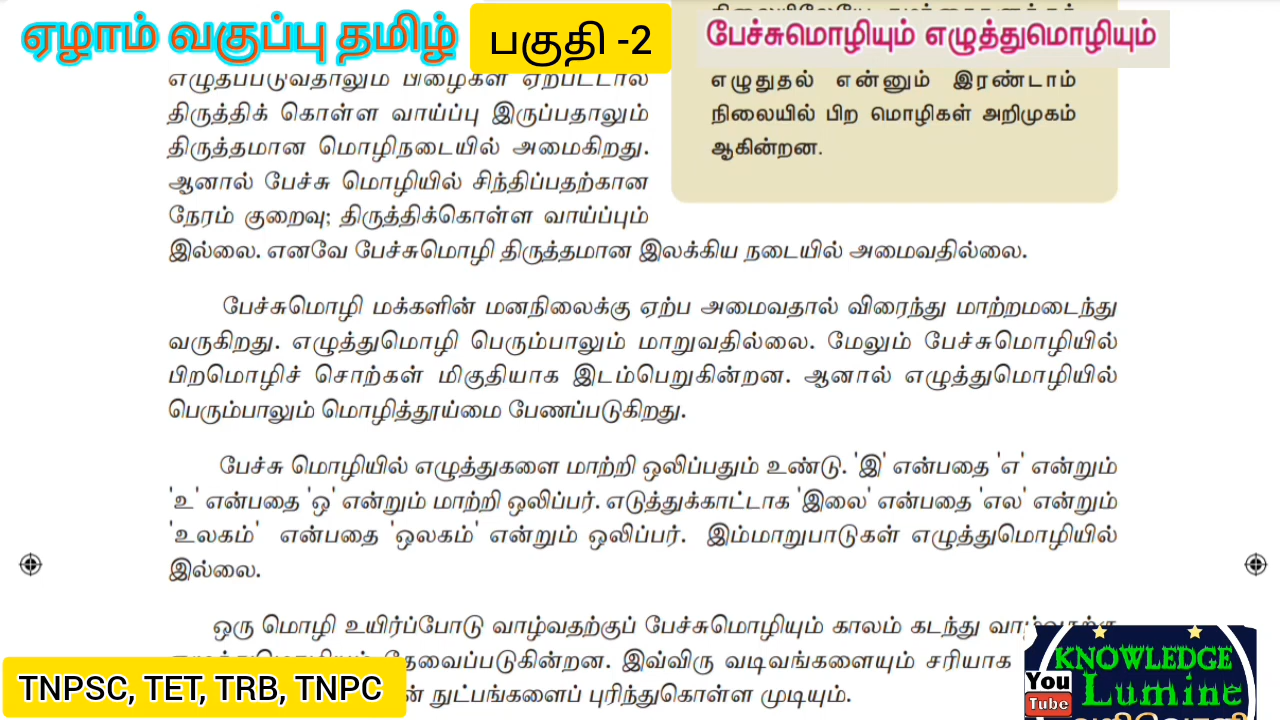 ஏழாம் வகுப்பு தமிழ்
பகுதி -2
பேச்சுமொழியும் எழுத்துமொழியும்
எழுதப்படுவதாலும் பிழைகள் ஏற்பட்டால்
திருத்திக் கொள்ள வாய்ப்பு இருப்பதாலும்
திருத்தமான மொழிநடையில் அமைகிறது.
ஆனால் பேச்சு மொழியில் சிந்திப்பதற்கான
நேரம் குறைவு; திருத்திக்கொள்ள வாய்ப்பும்
இல்லை. எனவே பேச்சுமொழி திருத்தமான இலக்கிய நடையில் அமைவதில்லை.
எழுதுதல் என்னும் இரண்டாம்
நிலையில் பிற மொழிகள் அறிமுகம்
ஆகின்றன.
பேச்சுமொழி மக்களின் மனநிலைக்கு ஏற்ப அமைவதால் விரைந்து மாற்றமடைந்து
வருகிறது. எழுத்துமொழி பெரும்பாலும் மாறுவதில்லை. மேலும் பேச்சுமொழியில்
பிறமொழிச் சொற்கள் மிகுதியாக இடம்பெறுகின்றன. ஆனால் எழுத்துமொழியில்
பெரும்பாலும் மொழித்தூய்மை பேணப்படுகிறது.
பேச்சு மொழியில் எழுத்துகளை மாற்றி ஒலிப்பதும் உண்டு. 'இ' என்பதை 'எ' என்றும்
'உ' என்பதை 'ஒ' என்றும் மாற்றி ஒலிப்பர். எடுத்துக்காட்டாக 'இலை' என்பதை 'எல' என்றும்
'உலகம்' என்பதை 'ஒலகம்' என்றும் ஒலிப்பர். இம்மாறுபாடுகள் எழுத்துமொழியில்
இல்லை.
ஒரு மொழி உயிர்ப்போடு வாழ்வதற்குப் பேச்சுமொழியும் காலம் கடந்து
தேவைப்படுகின்றன. இவ்விரு வடிவங்களையும் சரியாக
நுட்பங்களைப் புரிந்துகொள்ள முடியும்.
TNPSC, TET, TRB, TNPC
KNOWLEDGE
You Tube Lumine